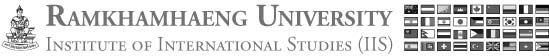 RAMKHAMHAENG UNIVERSITY
INSTITUTE OF INTERNATIONAL STUDIES (IIS)